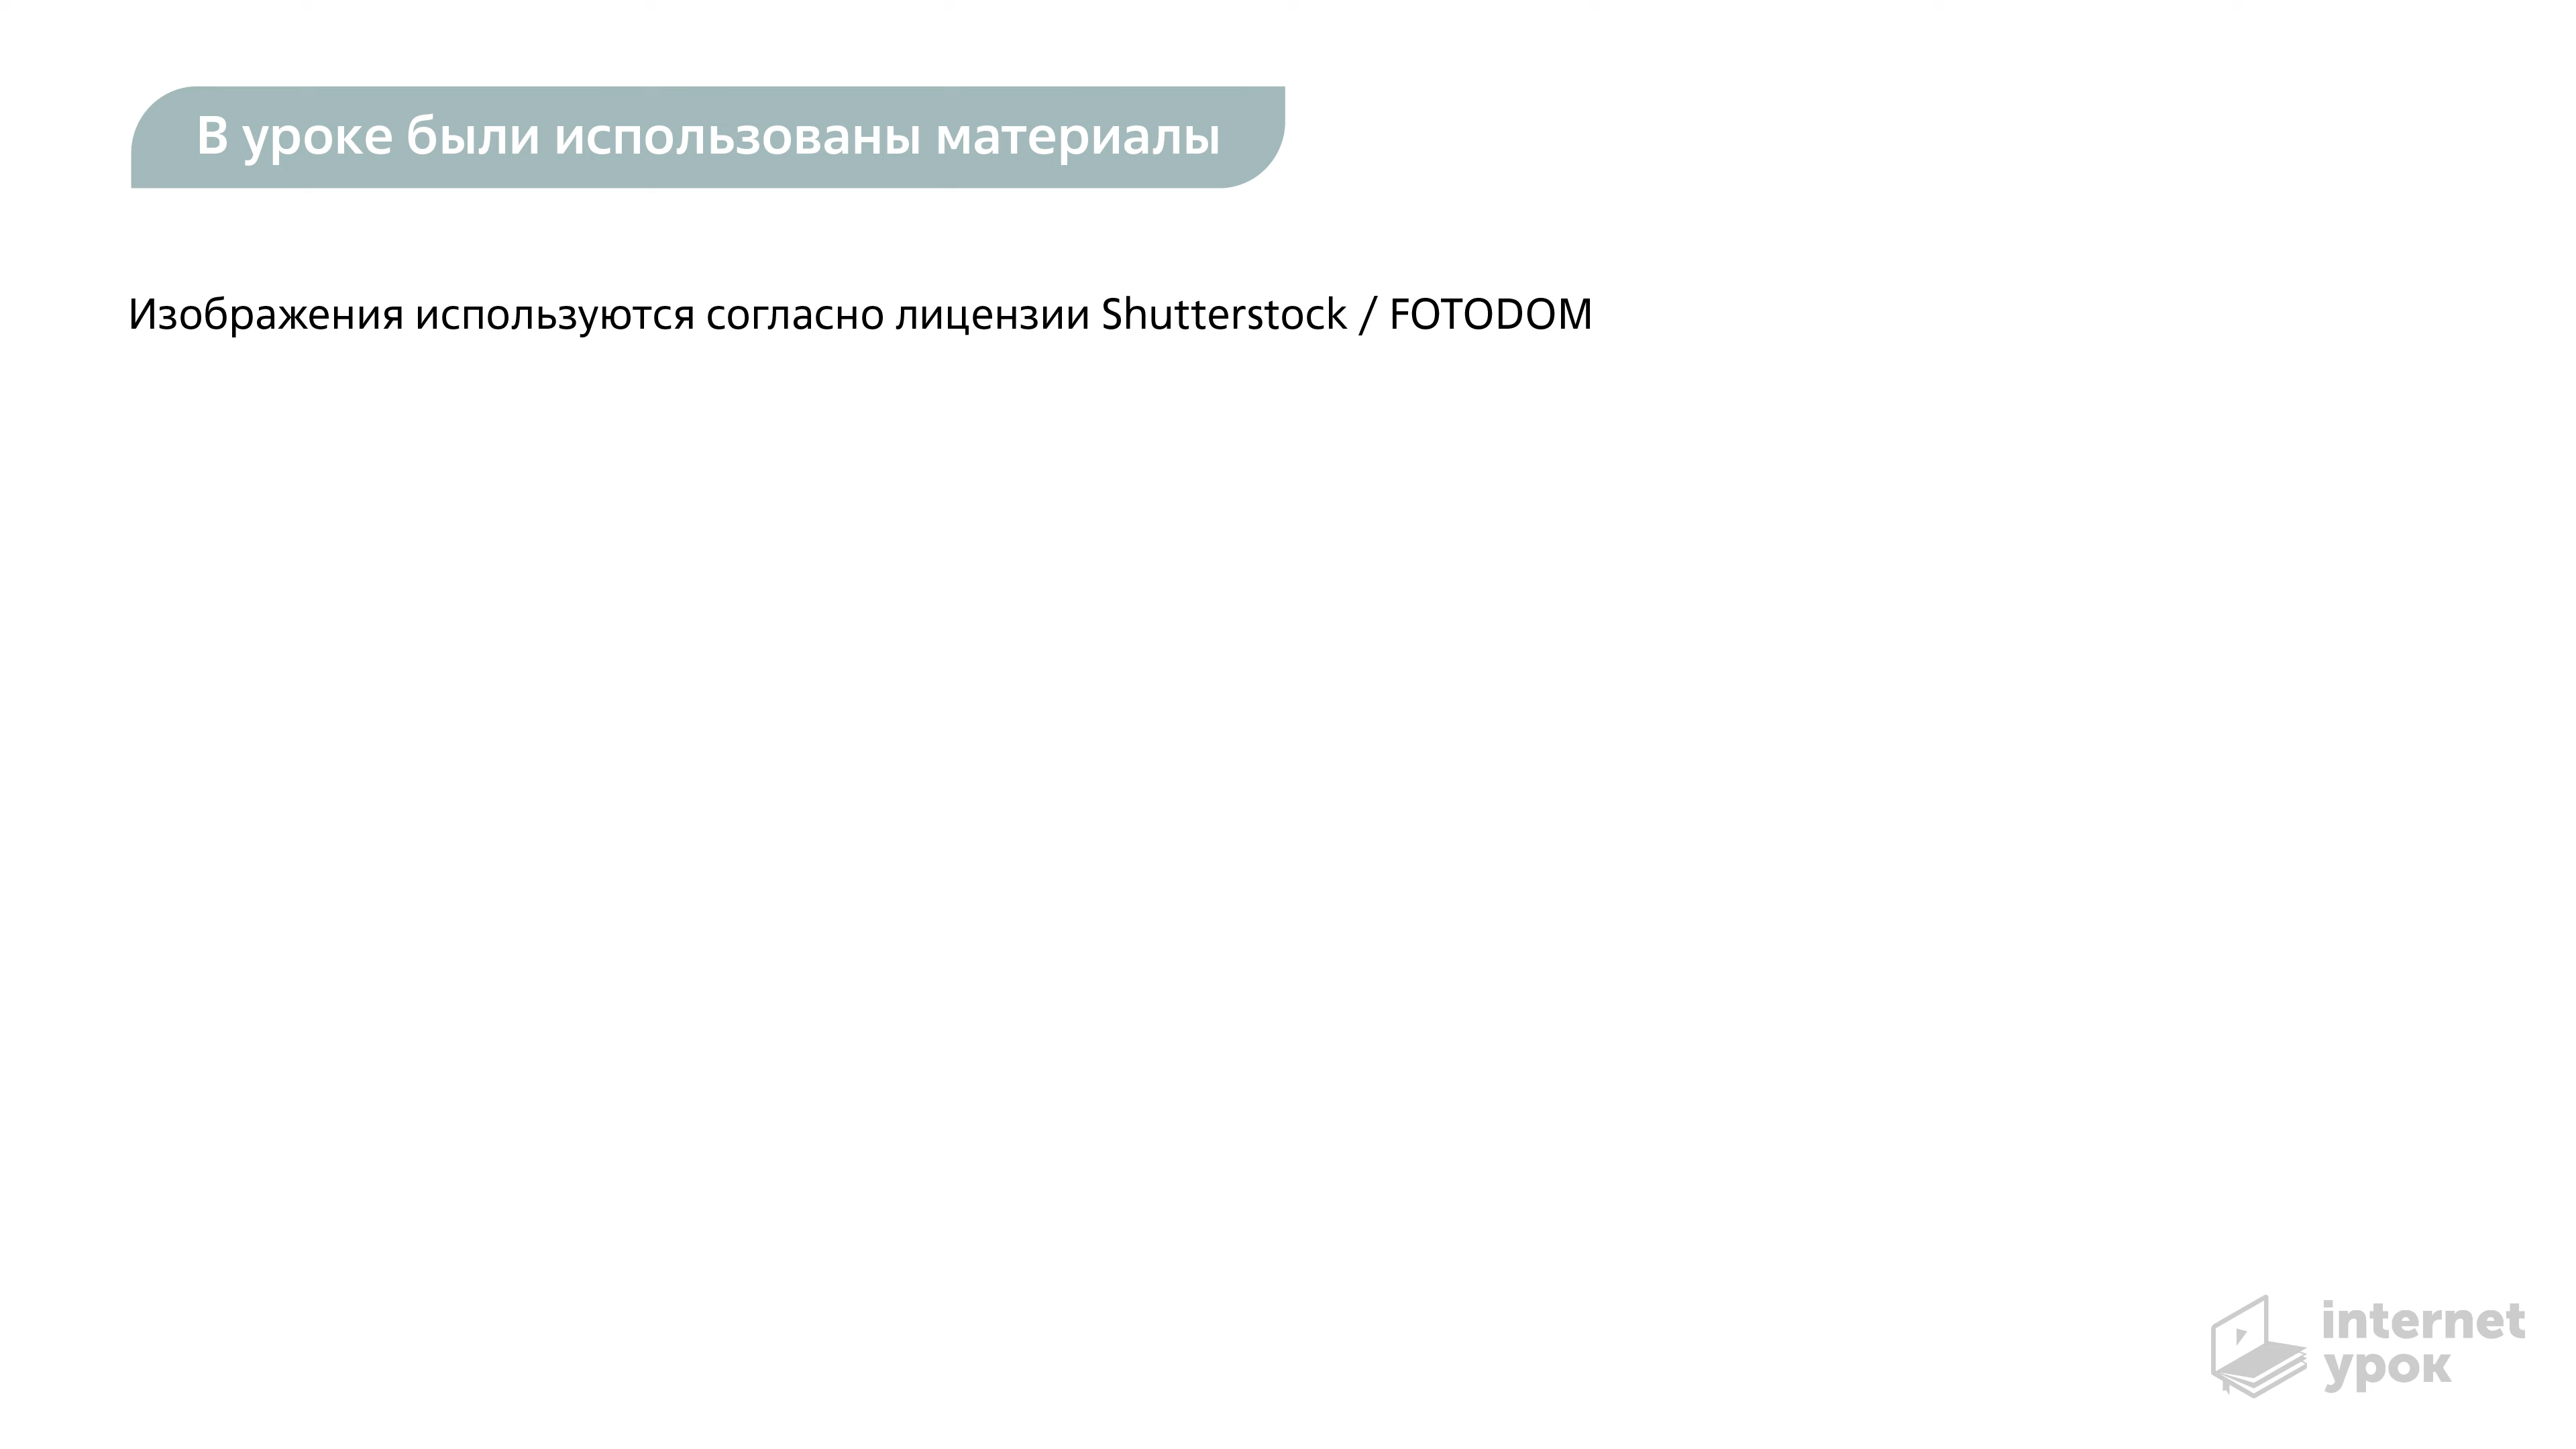 В уроке были использованы материалы
Изображения используются согласно лицензии Shutterstock / FOTODOM
internet
урок